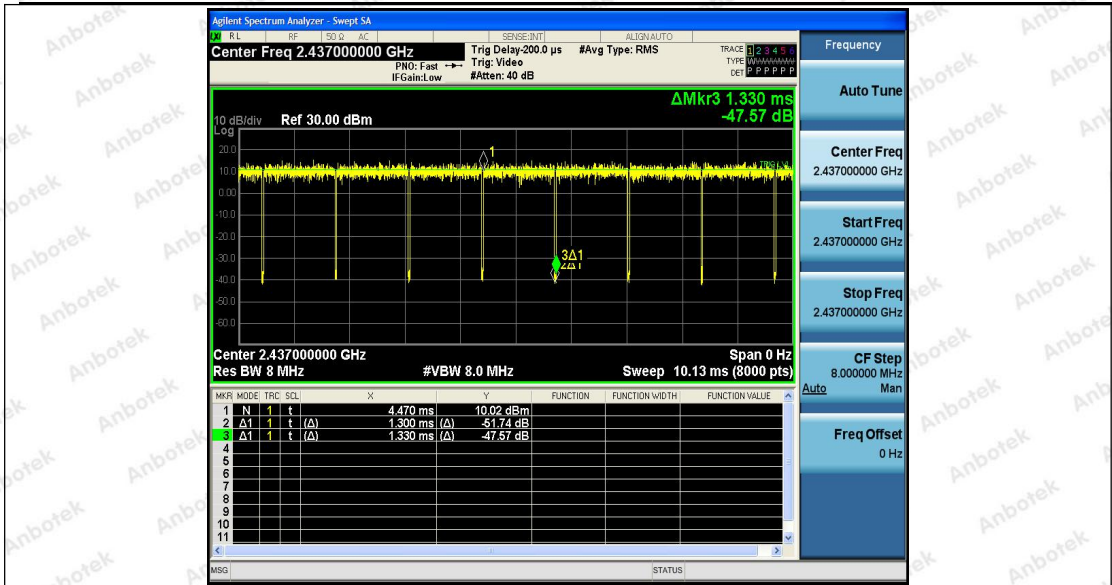 Agilent Spectrum Analyzer - Swept SA
RL RF 50 Ω AC SENSE:INT ALIGN AUTO
Center Freq 2.437000000 GHz
PNO: Fast
IFGain:Low
Trig Delay-200.0 µs
Trig: Video
#Atten: 40 dB
#Avg Type: RMS
TRACE 1 2 3 4 5 6
TYPE
DET P P P P P P
ΔMkr3 1.330 ms
-47.57 dB
10 dB/div Ref 30.00 dBm
Log
20.0
10.0
0.00
-10.0
-20.0
-30.0
-40.0
-50.0
-60.0
1
3Δ1
2Δ1
Center 2.437000000 GHz Span 0 Hz
Res BW 8 MHz #VBW 8.0 MHz Sweep 10.13 ms (8000 pts)
MKR MODE TRC SCL X Y FUNCTION FUNCTION WIDTH FUNCTION VALUE
1 N 1 t 4.470 ms 10.02 dBm
2 Δ1 1 t (Δ) 1.300 ms (Δ) -51.74 dB
3 Δ1 1 t (Δ) 1.330 ms (Δ) -47.57 dB
4
5
6
7
8
9
10
11
MSG STATUS
Frequency
Auto Tune
Center Freq
2.437000000 GHz
Start Freq
2.437000000 GHz
Stop Freq
2.437000000 GHz
CF Step
8.000000 MHz
Auto Man
Freq Offset
0 Hz
Anbotek